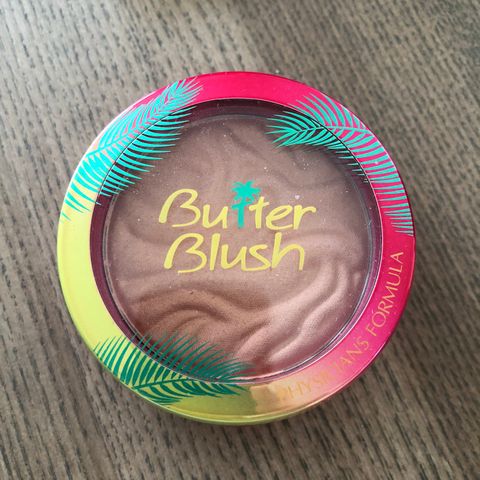 Butter
Blush
PHYSICIANS FORMULA